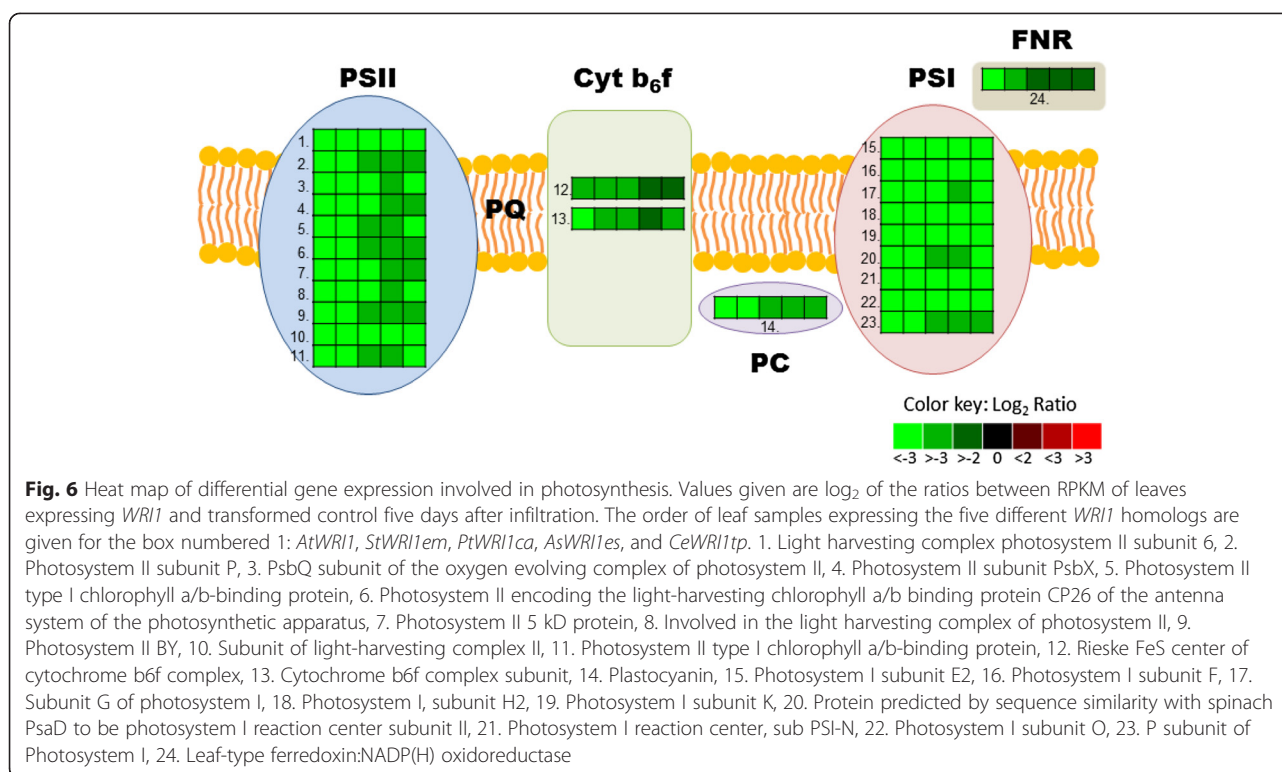 FNR
PSII
Cyt b₆f
PSI
24.
1.
2.
3.
4.
5.
6.
7.
8.
9.
10.
11.
PQ
12.
13.
14.
PC
15.
16.
17.
18.
19.
20.
21.
22.
23.
Color key: Log₂ Ratio
<-3 >-3 >-2 0 <2 <3 >3
Fig. 6 Heat map of differential gene expression involved in photosynthesis. Values given are log₂ of the ratios between RPKM of leaves
expressing WRI1 and transformed control five days after infiltration. The order of leaf samples expressing the five different WRI1 homologs are
given for the box numbered 1: AtWRI1, StWRI1em, PtWRI1ca, AsWRI1es, and CeWRI1tp. 1. Light harvesting complex photosystem II subunit 6, 2.
Photosystem II subunit P, 3. PsbQ subunit of the oxygen evolving complex of photosystem II, 4. Photosystem II subunit PsbX, 5. Photosystem II
type I chlorophyll a/b-binding protein, 6. Photosystem II encoding the light-harvesting chlorophyll a/b binding protein CP26 of the antenna
system of the photosynthetic apparatus, 7. Photosystem II 5 kD protein, 8. Involved in the light harvesting complex of photosystem II, 9.
Photosystem II BY, 10. Subunit of light-harvesting complex II, 11. Photosystem II type I chlorophyll a/b-binding protein, 12. Rieske FeS center of
cytochrome b6f complex, 13. Cytochrome b6f complex subunit, 14. Plastocyanin, 15. Photosystem I subunit E2, 16. Photosystem I subunit F, 17.
Subunit G of photosystem I, 18. Photosystem I, subunit H2, 19. Photosystem I subunit K, 20. Protein predicted by sequence similarity with spinach
PsaD to be photosystem I reaction center subunit II, 21. Photosystem I reaction center, sub PSI-N, 22. Photosystem I subunit O, 23. P subunit of
Photosystem I, 24. Leaf-type ferredoxin:NADP(H) oxidoreductase